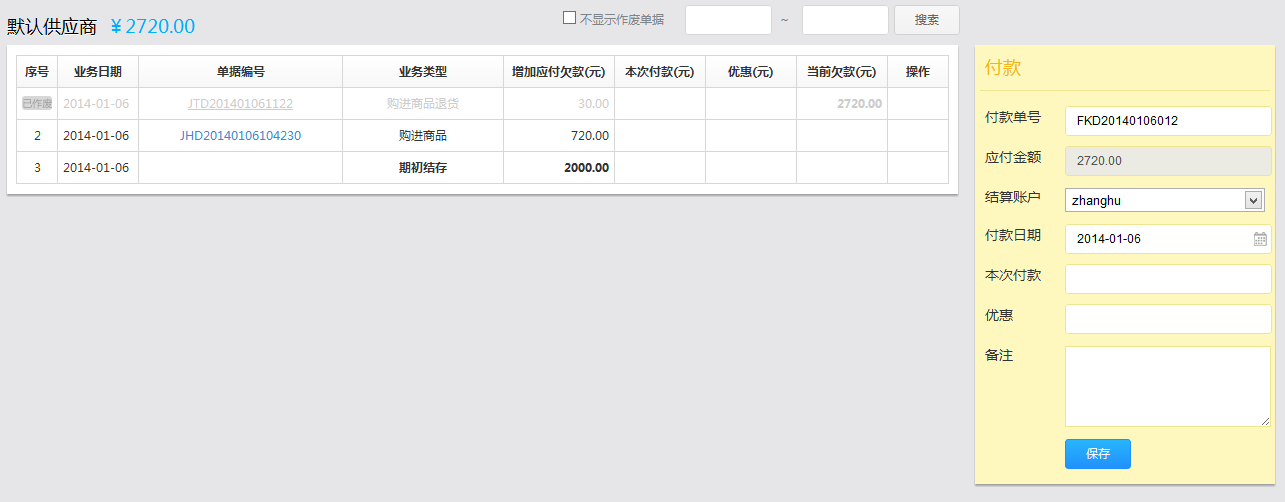 默认供应商 ¥ 2720.00 不显示作废单据 ~ 搜索
序号 业务日期 单据编号 业务类型 增加应付欠款(元) 本次付款(元) 优惠(元) 当前欠款(元) 操作
已作废 2014-01-06 JTD201401061122 购进商品退货 30.00 2720.00
2 2014-01-06 JHD20140106104230 购进商品 720.00
3 2014-01-06 期初结存 2000.00
付款
付款单号 FKD20140106012
应付金额 2720.00
结算账户 zhanghu
付款日期 2014-01-06
本次付款
优惠
备注
保存